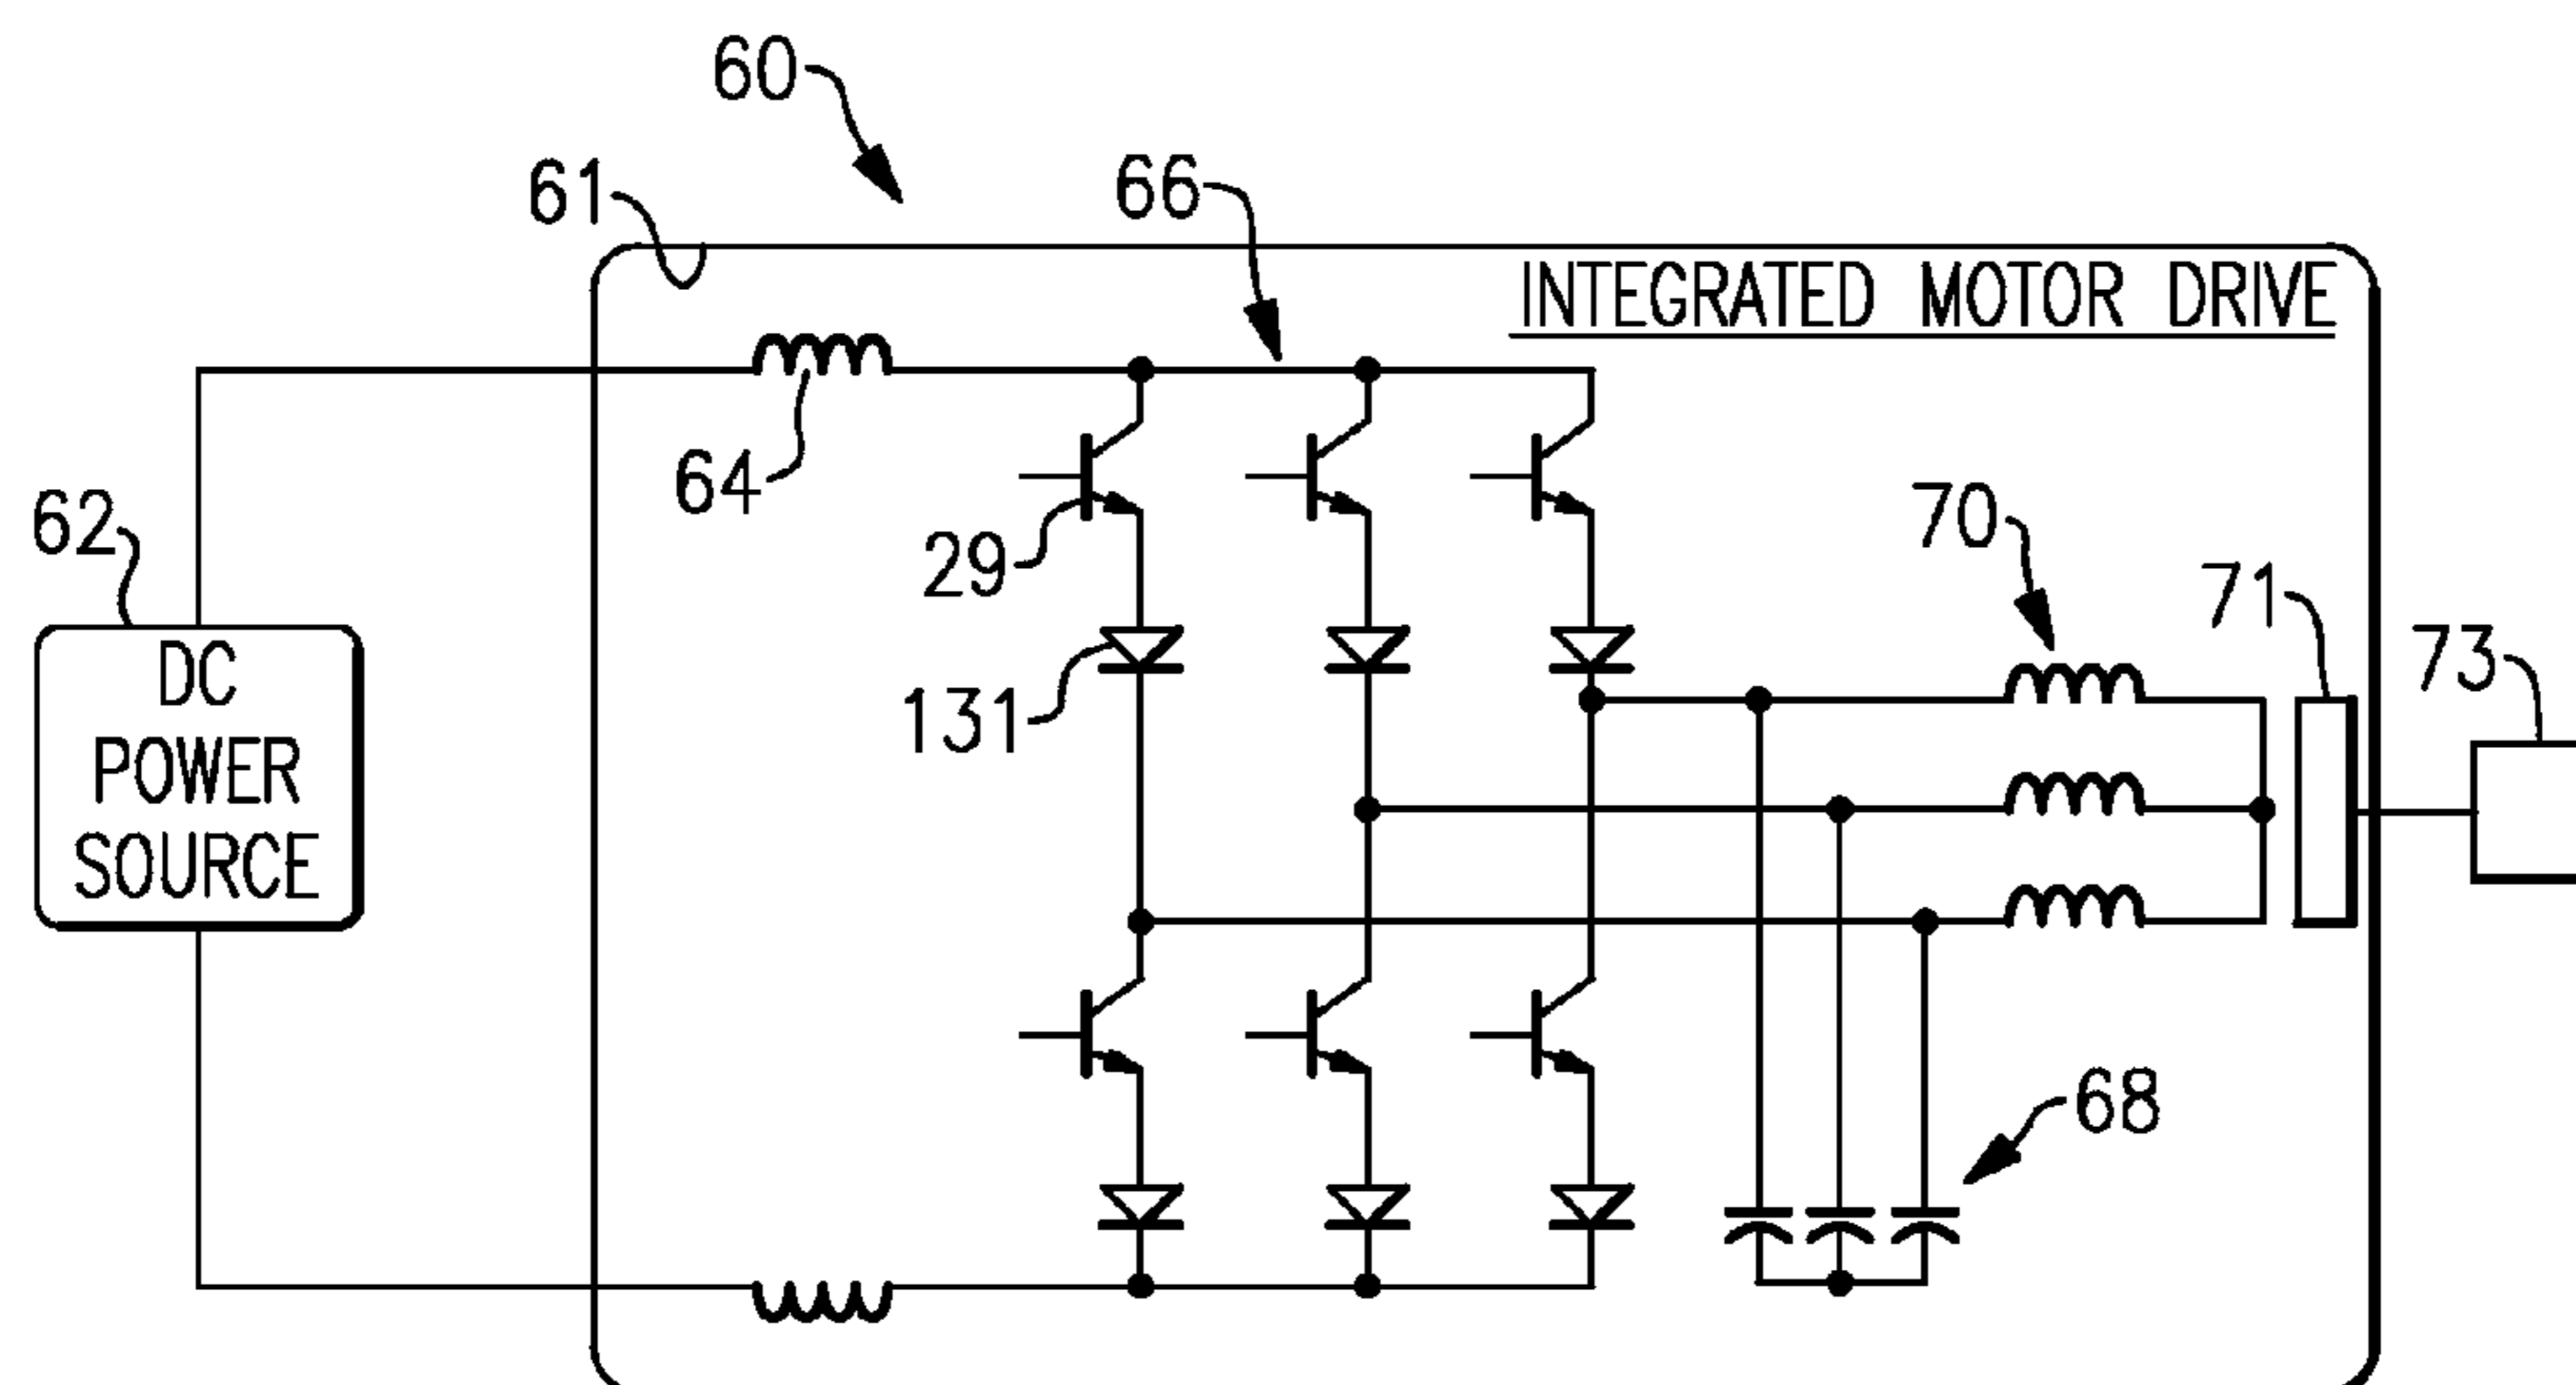 60
61
66
INTEGRATED MOTOR DRIVE
64
62
29
70
71
73
DC
POWER
SOURCE
131
68